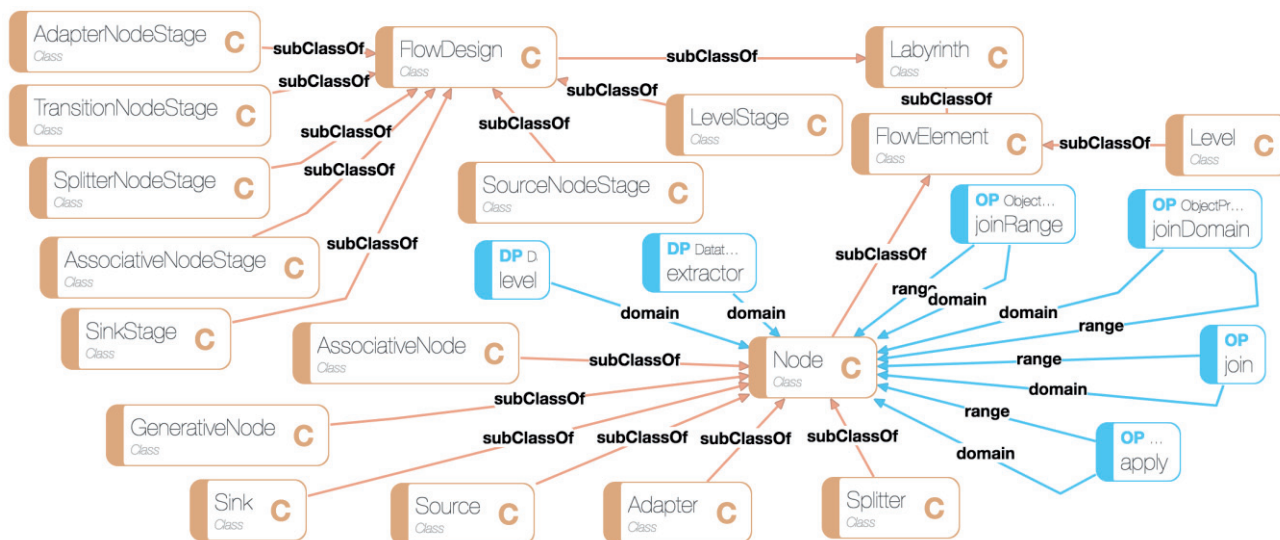 AdapterNodeStage
Class
C
subClassOf
FlowDesign
Class
C
subClassOf
Labyrinth
Class
C
TransitionNodeStage
Class
C
subClassOf
subClassOf
LevelStage
Class
C
subClassOf
FlowElement
Class
C
subClassOf
Level
Class
C
SplitterNodeStage
Class
C
subClassOf
subClassOf
subClassOf
SourceNodeStage
Class
C
OP Object...
joinRange
OP ObjectPr...
joinDomain
AssociativeNodeStage
Class
C
subClassOf
DP D
level
DP Datat...
extractor
subClassOf
range
domain
SinkStage
Class
C
domain
domain
domain
range
AssociativeNode
Class
C
subClassOf
Node
Class
C
range
OP
join
domain
GenerativeNode
Class
C
subClassOf
range
OP ...
apply
subClassOf
subClassOf
subClassOf
subClassOf
domain
Sink
Class
C
Source
Class
C
Adapter
Class
C
Splitter
Class
C